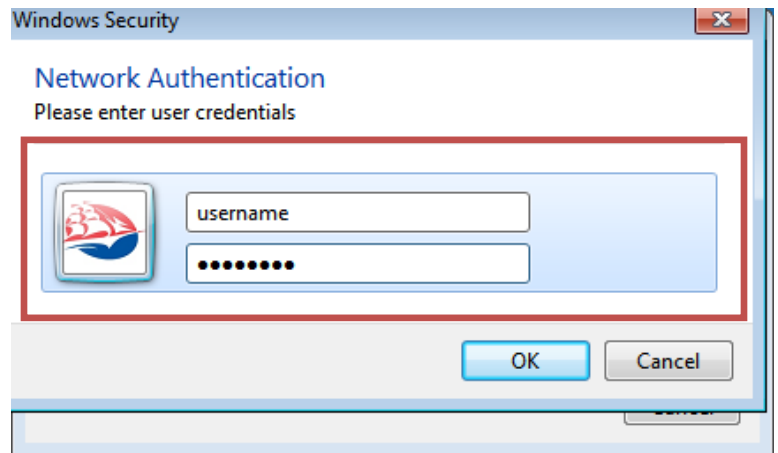 Windows Security
Network Authentication
Please enter user credentials
username
••••••••
OK
Cancel